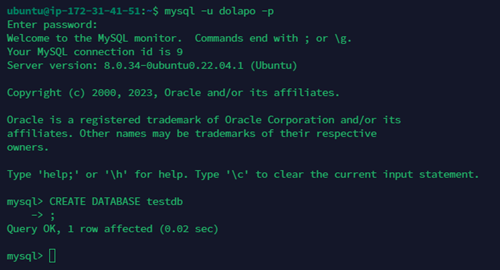 ubuntu@ip-172-31-41-51:~$ mysql -u dolapo -p
Enter password:
Welcome to the MySQL monitor.  Commands end with ; or \g.
Your MySQL connection id is 9
Server version: 8.0.34-0ubuntu0.22.04.1 (Ubuntu)
Copyright (c) 2000, 2023, Oracle and/or its affiliates.
Oracle is a registered trademark of Oracle Corporation and/or its
affiliates. Other names may be trademarks of their respective
owners.
Type 'help;' or '\h' for help. Type '\c' to clear the current input statement.
mysql> CREATE DATABASE testdb
    -> ;
Query OK, 1 row affected (0.02 sec)
mysql>